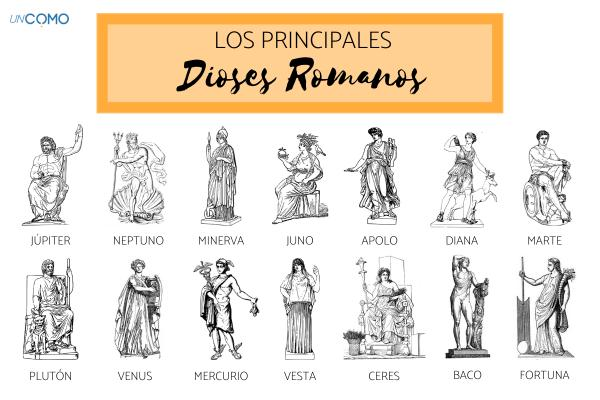 UNCOMO
LOS PRINCIPALES
Dioses Romanos
JÚPITER NEPTUNO MINERVA JUNO APOLO DIANA MARTE
PLUTÓN VENUS MERCURIO VESTA CERES BACO FORTUNA